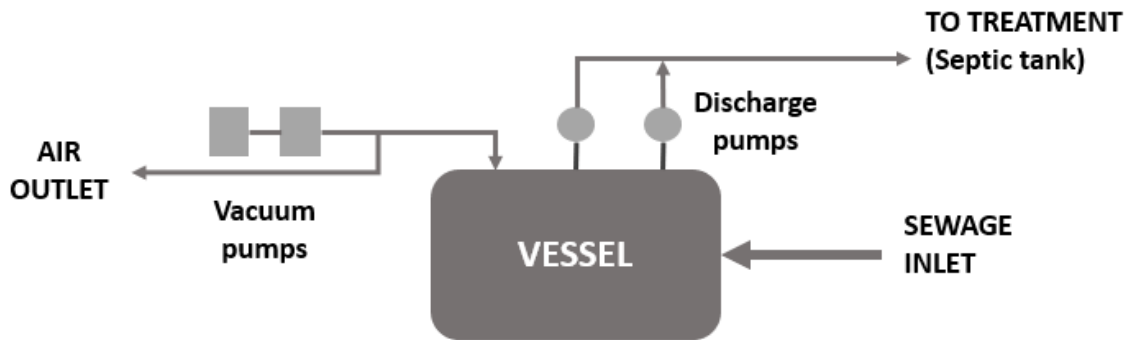 TO TREATMENT
(Septic tank)
Discharge
pumps
AIR
OUTLET
Vacuum
pumps
VESSEL
SEWAGE
INLET